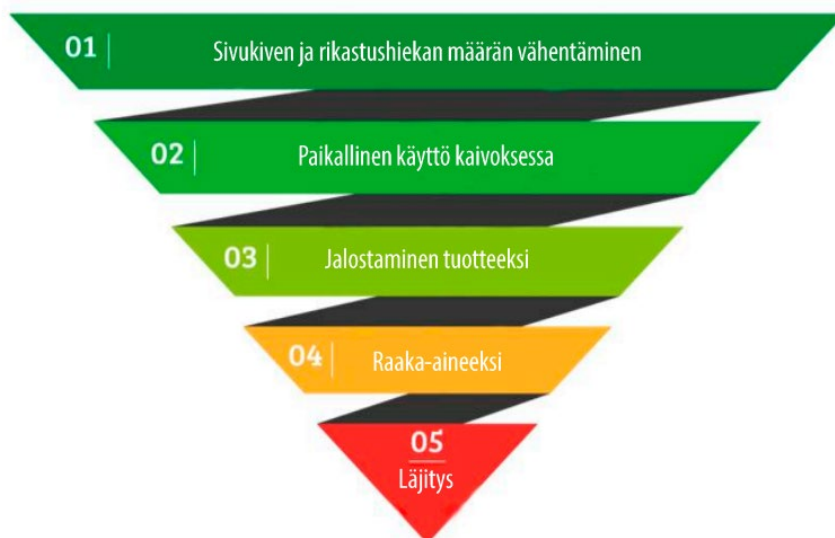 01 Sivukiven ja rikastushiekan määrän vähentäminen
02 Paikallinen käyttö kaivoksessa
03 Jalostaminen tuotteeksi
04 Raaka-aineeksi
05
Läjitys